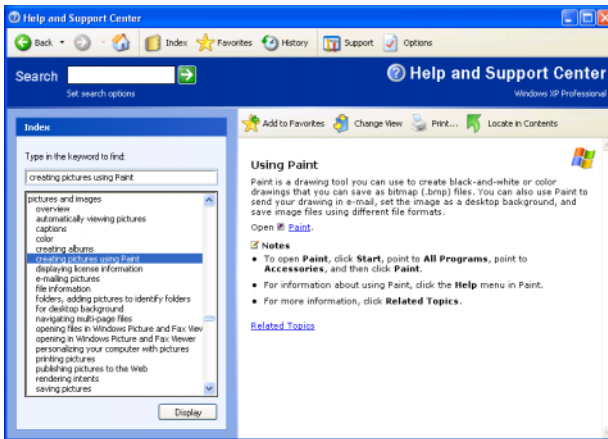 Help and Support Center
Back
Index
Favorites
History
Support
Options
Search
Set search options
Help and Support Center
Windows XP Professional
Index
Type in the keyword to find:
creating pictures using Paint
pictures and images
overview
automatically viewing pictures
captions
color
creating albums
creating pictures using Paint
displaying license information
e-mailing pictures
file information
folders, adding pictures to identify folders
for desktop background
navigating multi-page files
opening files in Windows Picture and Fax View
opening in Windows Picture and Fax Viewer
personalizing your computer with pictures
printing pictures
publishing pictures to the Web
rendering intents
saving pictures
Display
Add to Favorites
Change View
Print...
Locate in Contents
Using Paint
Paint is a drawing tool you can use to create black-and-white or color
drawings that you can save as bitmap (.bmp) files. You can also use Paint to
send your drawing in e-mail, set the image as a desktop background, and
save image files using different file formats.
Open Paint.
Notes
• To open Paint, click Start, point to All Programs, point to
Accessories, and then click Paint.
• For information about using Paint, click the Help menu in Paint.
• For more information, click Related Topics.
Related Topics